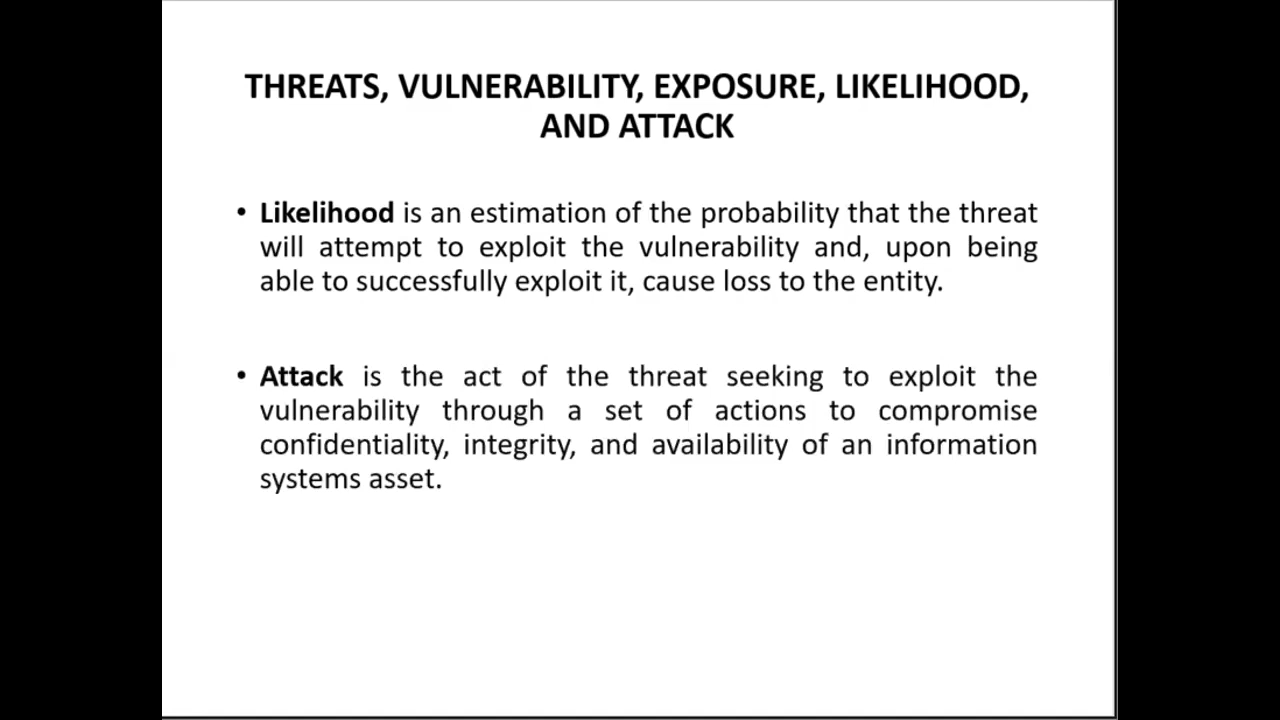 THREATS, VULNERABILITY, EXPOSURE, LIKELIHOOD,
AND ATTACK
• Likelihood is an estimation of the probability that the threat
will attempt to exploit the vulnerability and, upon being
able to successfully exploit it, cause loss to the entity.
• Attack is the act of the threat seeking to exploit the
vulnerability through a set of actions to compromise
confidentiality, integrity, and availability of an information
systems asset.